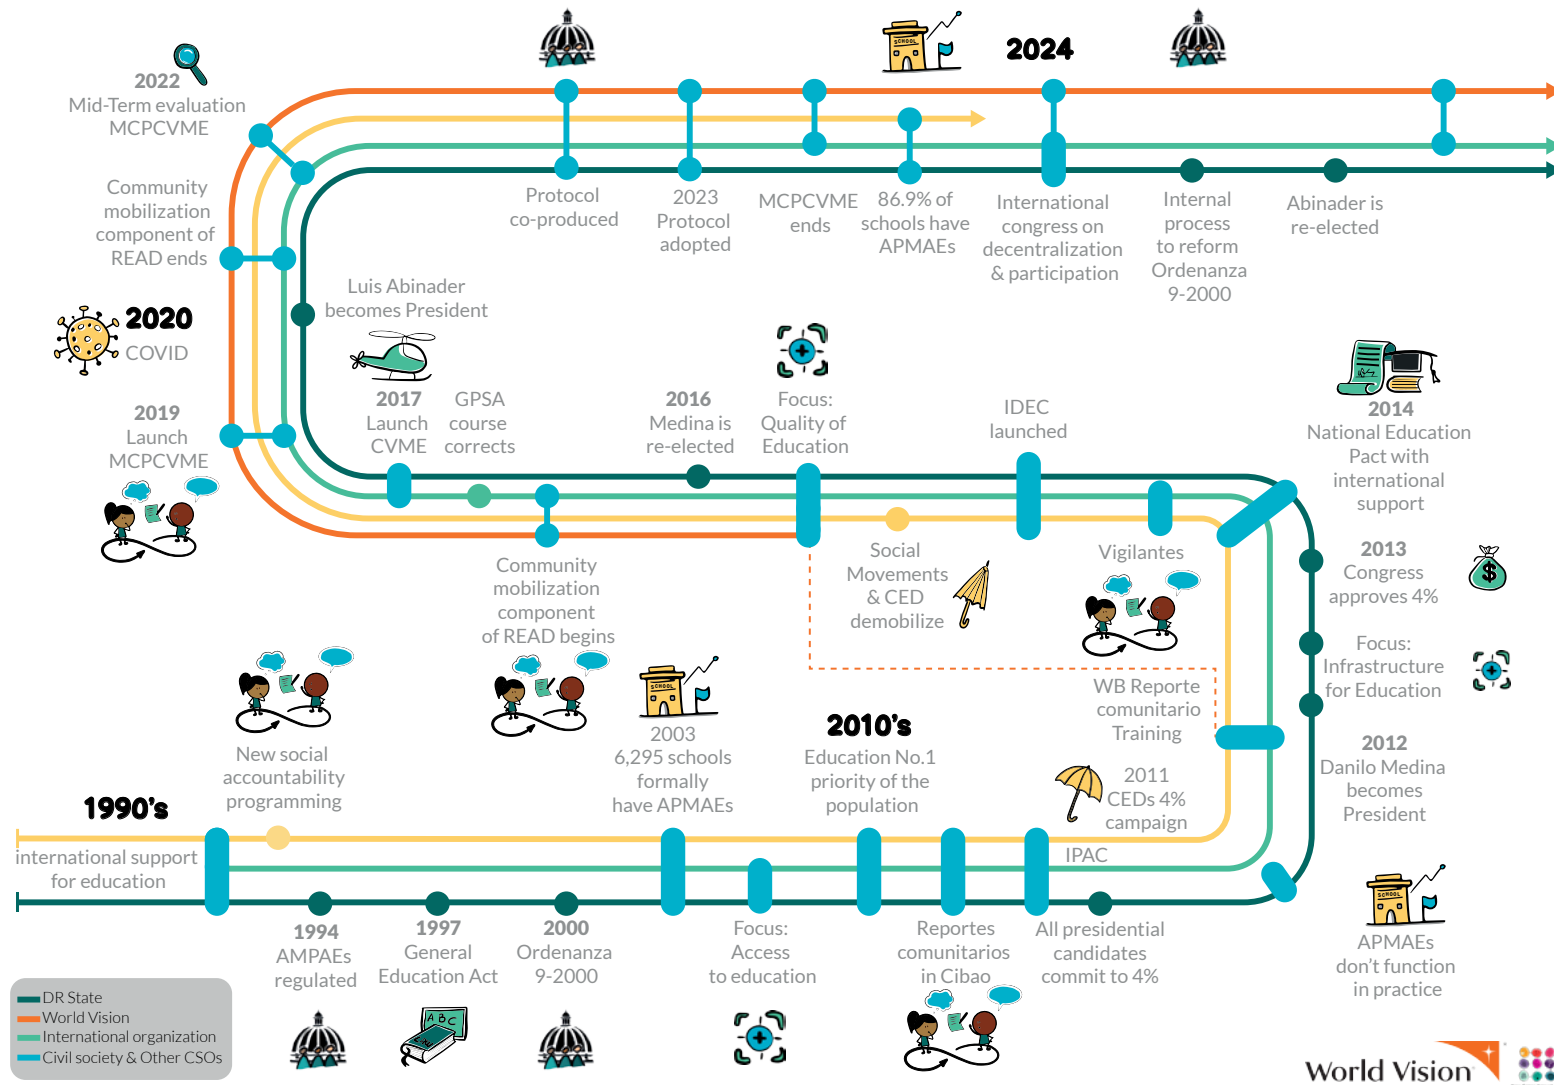 2024
2022
Mid-Term evaluation
MCPCVME
Community
mobilization
component of
READ ends
Protocol
co-produced
2023
Protocol
adopted
MCPCVME
ends
86.9% of
schools have
APMAEs
International
congress on
decentralization
& participation
Internal
process
to reform
Ordenanza
9-2000
Abinader is
re-elected
2020
COVID
Luis Abinader
becomes President
2019
Launch
MCPCVME
2017
Launch
CVME
GPSA
course
corrects
2016
Medina is
re-elected
Focus:
Quality of
Education
IDEC
launched
2014
National Education
Pact with
international
support
Community
mobilization
component
of READ begins
Social
Movements
& CED
demobilize
Vigilantes
2013
Congress
approves 4%
$
Focus:
Infrastructure
for Education
WB Reporte
comunitario
Training
2012
Danilo Medina
becomes
President
New social
accountability
programming
SCHOOL
2003
6,295 schools
formally
have APMAEs
2010's
Education No.1
priority of the
population
2011
CEDs 4%
campaign
IPAC
1990's
international support
for education
1994
AMPAEs
regulated
1997
General
Education Act
2000
Ordenanza
9-2000
Focus:
Access
to education
Reportes
comunitarios
in Cibao
All presidential
candidates
commit to 4%
SCHOOL
APMAEs
don't function
in practice
SCHOOL
A B C
DR State
World Vision
International organization
Civil society & Other CSOs
World Vision